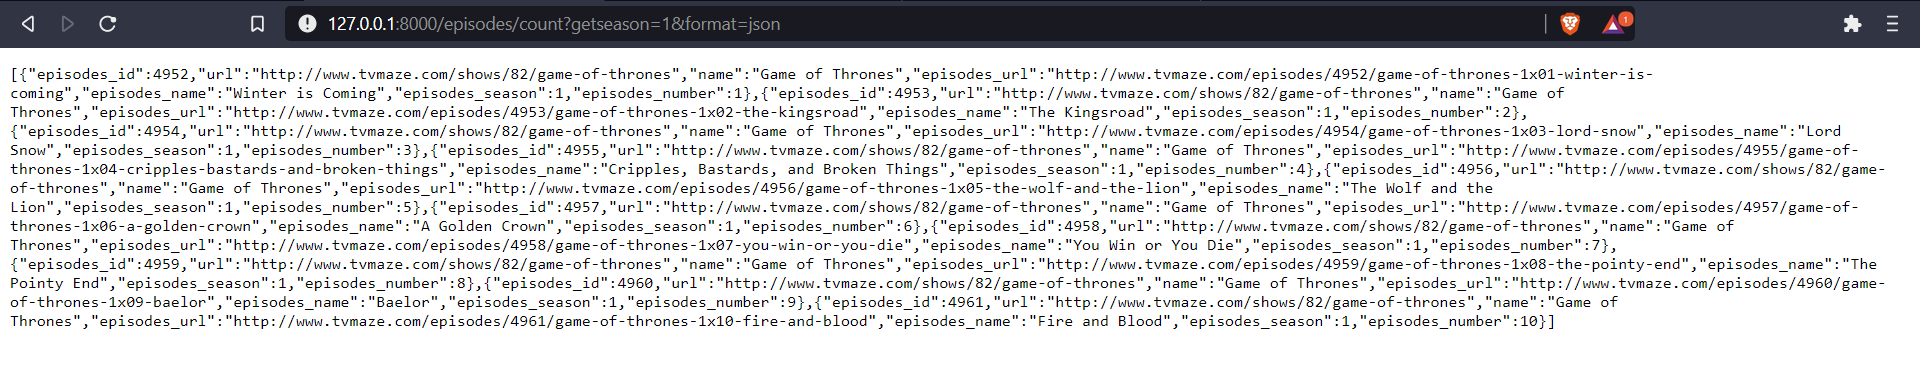 127.0.0.1:8000/episodes/count?getseason=1&format=json
1
[{"episodes_id":4952,"url":"http://www.tvmaze.com/shows/82/game-of-thrones","name":"Game of Thrones","episodes_url":"http://www.tvmaze.com/episodes/4952/game-of-thrones-1x01-winter-is-
coming","episodes_name":"Winter is Coming","episodes_season":1,"episodes_number":1},{"episodes_id":4953,"url":"http://www.tvmaze.com/shows/82/game-of-thrones","name":"Game of
Thrones","episodes_url":"http://www.tvmaze.com/episodes/4953/game-of-thrones-1x02-the-kingsroad","episodes_name":"The Kingsroad","episodes_season":1,"episodes_number":2},
{"episodes_id":4954,"url":"http://www.tvmaze.com/shows/82/game-of-thrones","name":"Game of Thrones","episodes_url":"http://www.tvmaze.com/episodes/4954/game-of-thrones-1x03-lord-snow","episodes_name":"Lord
Snow","episodes_season":1,"episodes_number":3},{"episodes_id":4955,"url":"http://www.tvmaze.com/shows/82/game-of-thrones","name":"Game of Thrones","episodes_url":"http://www.tvmaze.com/episodes/4955/game-of-
thrones-1x04-cripples-bastards-and-broken-things","episodes_name":"Cripples, Bastards, and Broken Things","episodes_season":1,"episodes_number":4},{"episodes_id":4956,"url":"http://www.tvmaze.com/shows/82/game-
of-thrones","name":"Game of Thrones","episodes_url":"http://www.tvmaze.com/episodes/4956/game-of-thrones-1x05-the-wolf-and-the-lion","episodes_name":"The Wolf and the
Lion","episodes_season":1,"episodes_number":5},{"episodes_id":4957,"url":"http://www.tvmaze.com/shows/82/game-of-thrones","name":"Game of Thrones","episodes_url":"http://www.tvmaze.com/episodes/4957/game-of-
thrones-1x06-a-golden-crown","episodes_name":"A Golden Crown","episodes_season":1,"episodes_number":6},{"episodes_id":4958,"url":"http://www.tvmaze.com/shows/82/game-of-thrones","name":"Game of
Thrones","episodes_url":"http://www.tvmaze.com/episodes/4958/game-of-thrones-1x07-you-win-or-you-die","episodes_name":"You Win or You Die","episodes_season":1,"episodes_number":7},
{"episodes_id":4959,"url":"http://www.tvmaze.com/shows/82/game-of-thrones","name":"Game of Thrones","episodes_url":"http://www.tvmaze.com/episodes/4959/game-of-thrones-1x08-the-pointy-end","episodes_name":"The
Pointy End","episodes_season":1,"episodes_number":8},{"episodes_id":4960,"url":"http://www.tvmaze.com/shows/82/game-of-thrones","name":"Game of Thrones","episodes_url":"http://www.tvmaze.com/episodes/4960/game-
of-thrones-1x09-baelor","episodes_name":"Baelor","episodes_season":1,"episodes_number":9},{"episodes_id":4961,"url":"http://www.tvmaze.com/shows/82/game-of-thrones","name":"Game of
Thrones","episodes_url":"http://www.tvmaze.com/episodes/4961/game-of-thrones-1x10-fire-and-blood","episodes_name":"Fire and Blood","episodes_season":1,"episodes_number":10}]